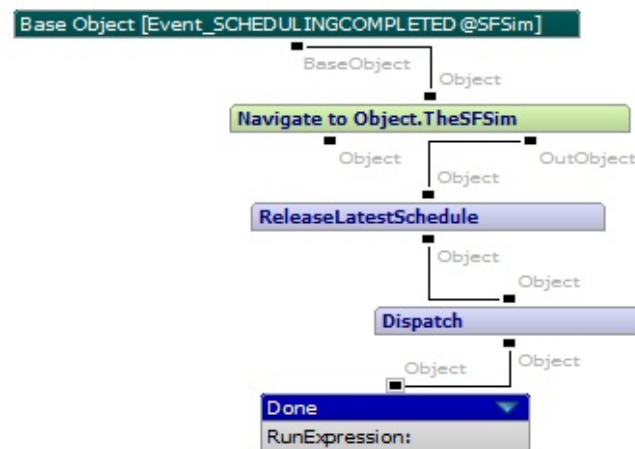 Base Object [Event_SCHEDULINGCOMPLETED@SFSim]
BaseObject
Object
Navigate to Object.TheSFSim
Object
OutObject
Object
ReleaseLatestSchedule
Object
Object
Dispatch
Object
Object
Done
RunExpression: